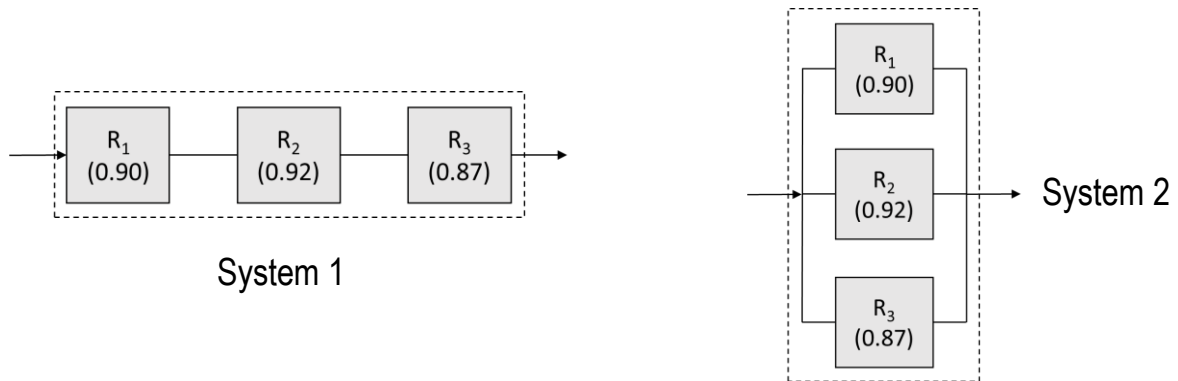 R₁
(0.90)
R₂
(0.92)
R₃
(0.87)
System 1
R₁
(0.90)
R₂
(0.92)
R₃
(0.87)
System 2